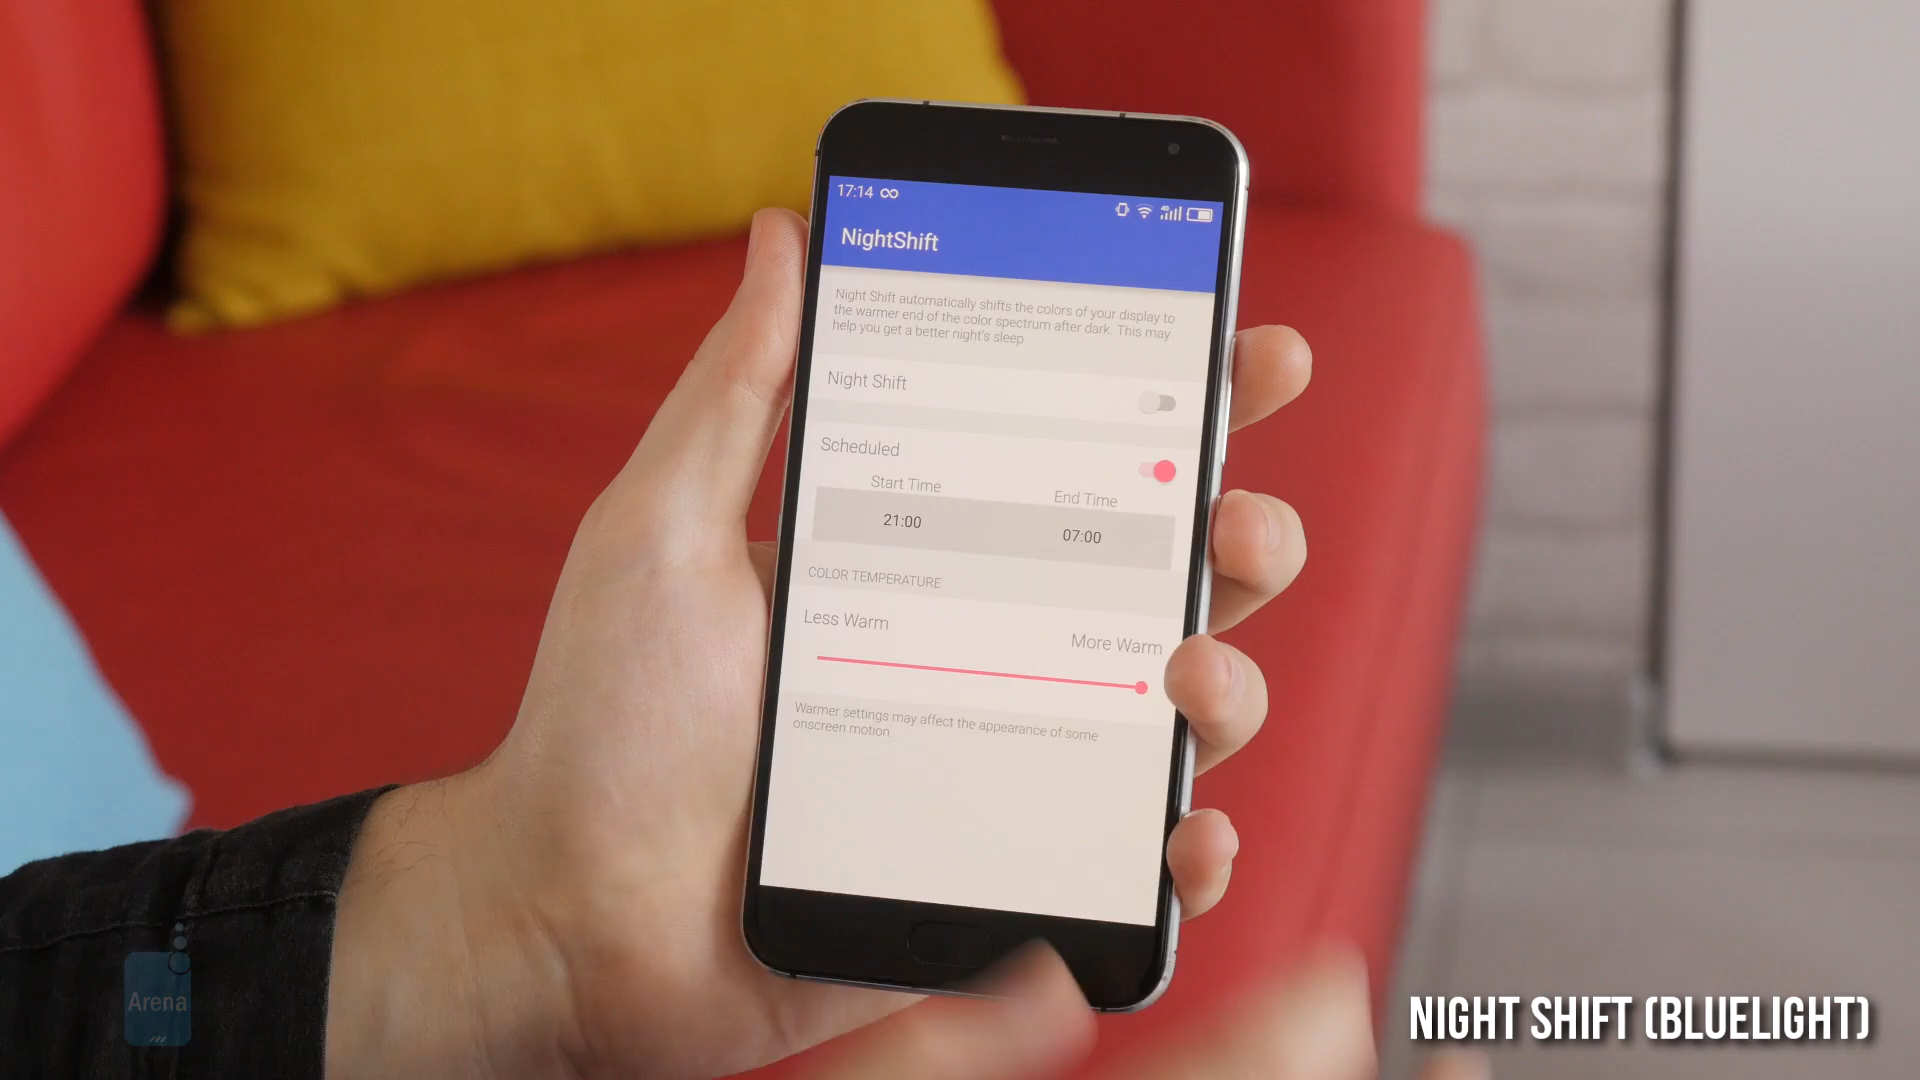 17:14
4G
NightShift
Night Shift automatically shifts the colors of your display to
the warmer end of the color spectrum after dark. This may
help you get a better night's sleep
Night Shift
Scheduled
Start Time End Time
21:00 07:00
COLOR TEMPERATURE
Less Warm More Warm
Warmer settings may affect the appearance of some
onscreen motion.
Arena
NIGHT SHIFT (BLUELIGHT)